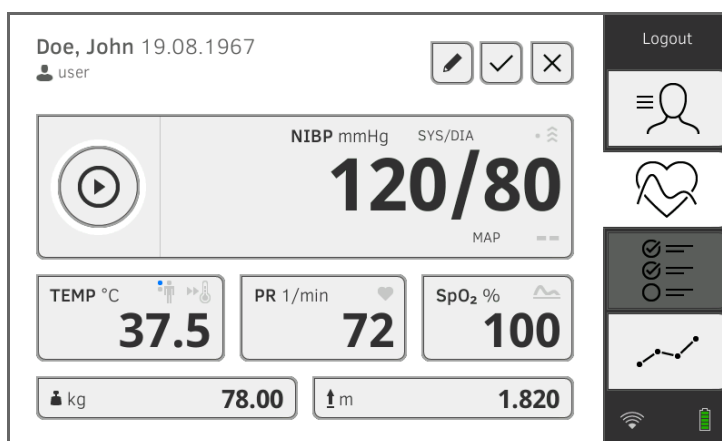 Doe, John 19.08.1967
user
Logout
NIBP mmHg SYS/DIA
120/80
MAP --
TEMP °C
37.5
PR 1/min
72
SpO₂ %
100
kg 78.00
m 1.820